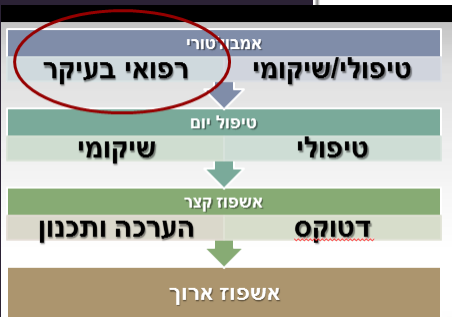 אמבולטורי
טיפולי/שיקומי רפואי בעיקר
טיפול יום
טיפולי שיקומי
אשפוז קצר
דטוקס הערכה ותכנון
אשפוז ארוך